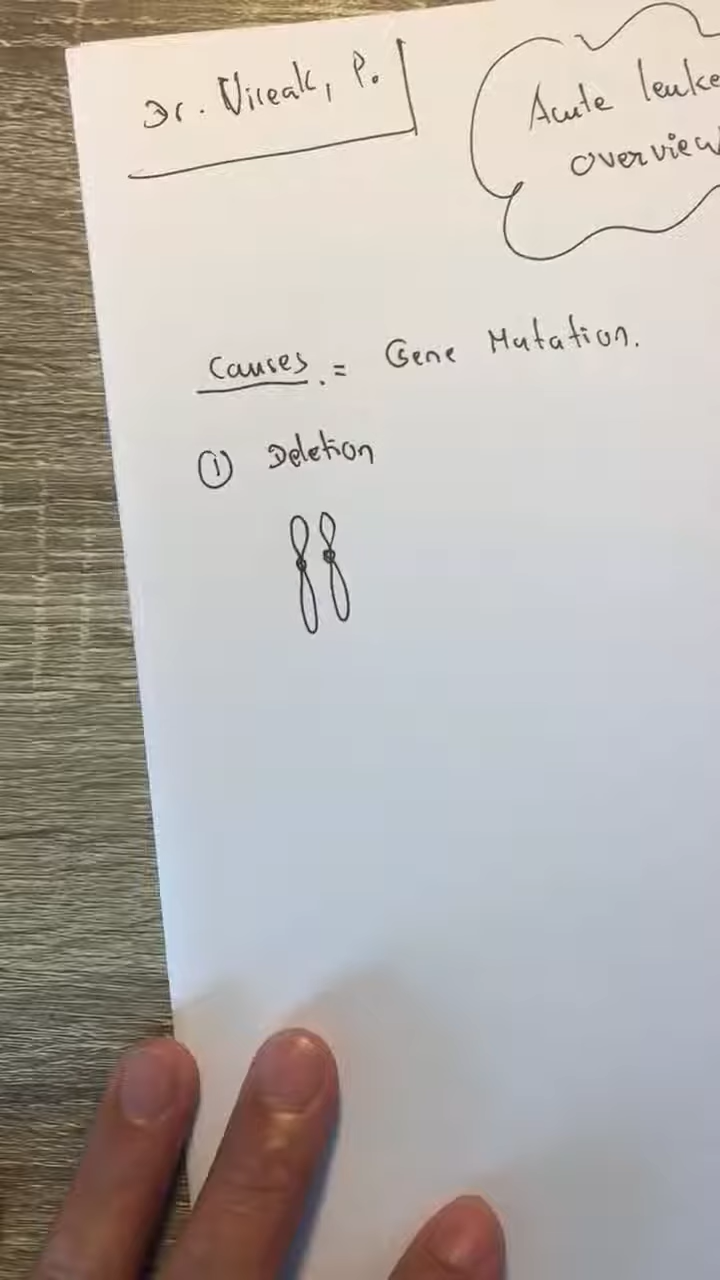 Dr. Vireak, P.
Acute leuke
overview
Causes := Gene Mutation.
① Deletion